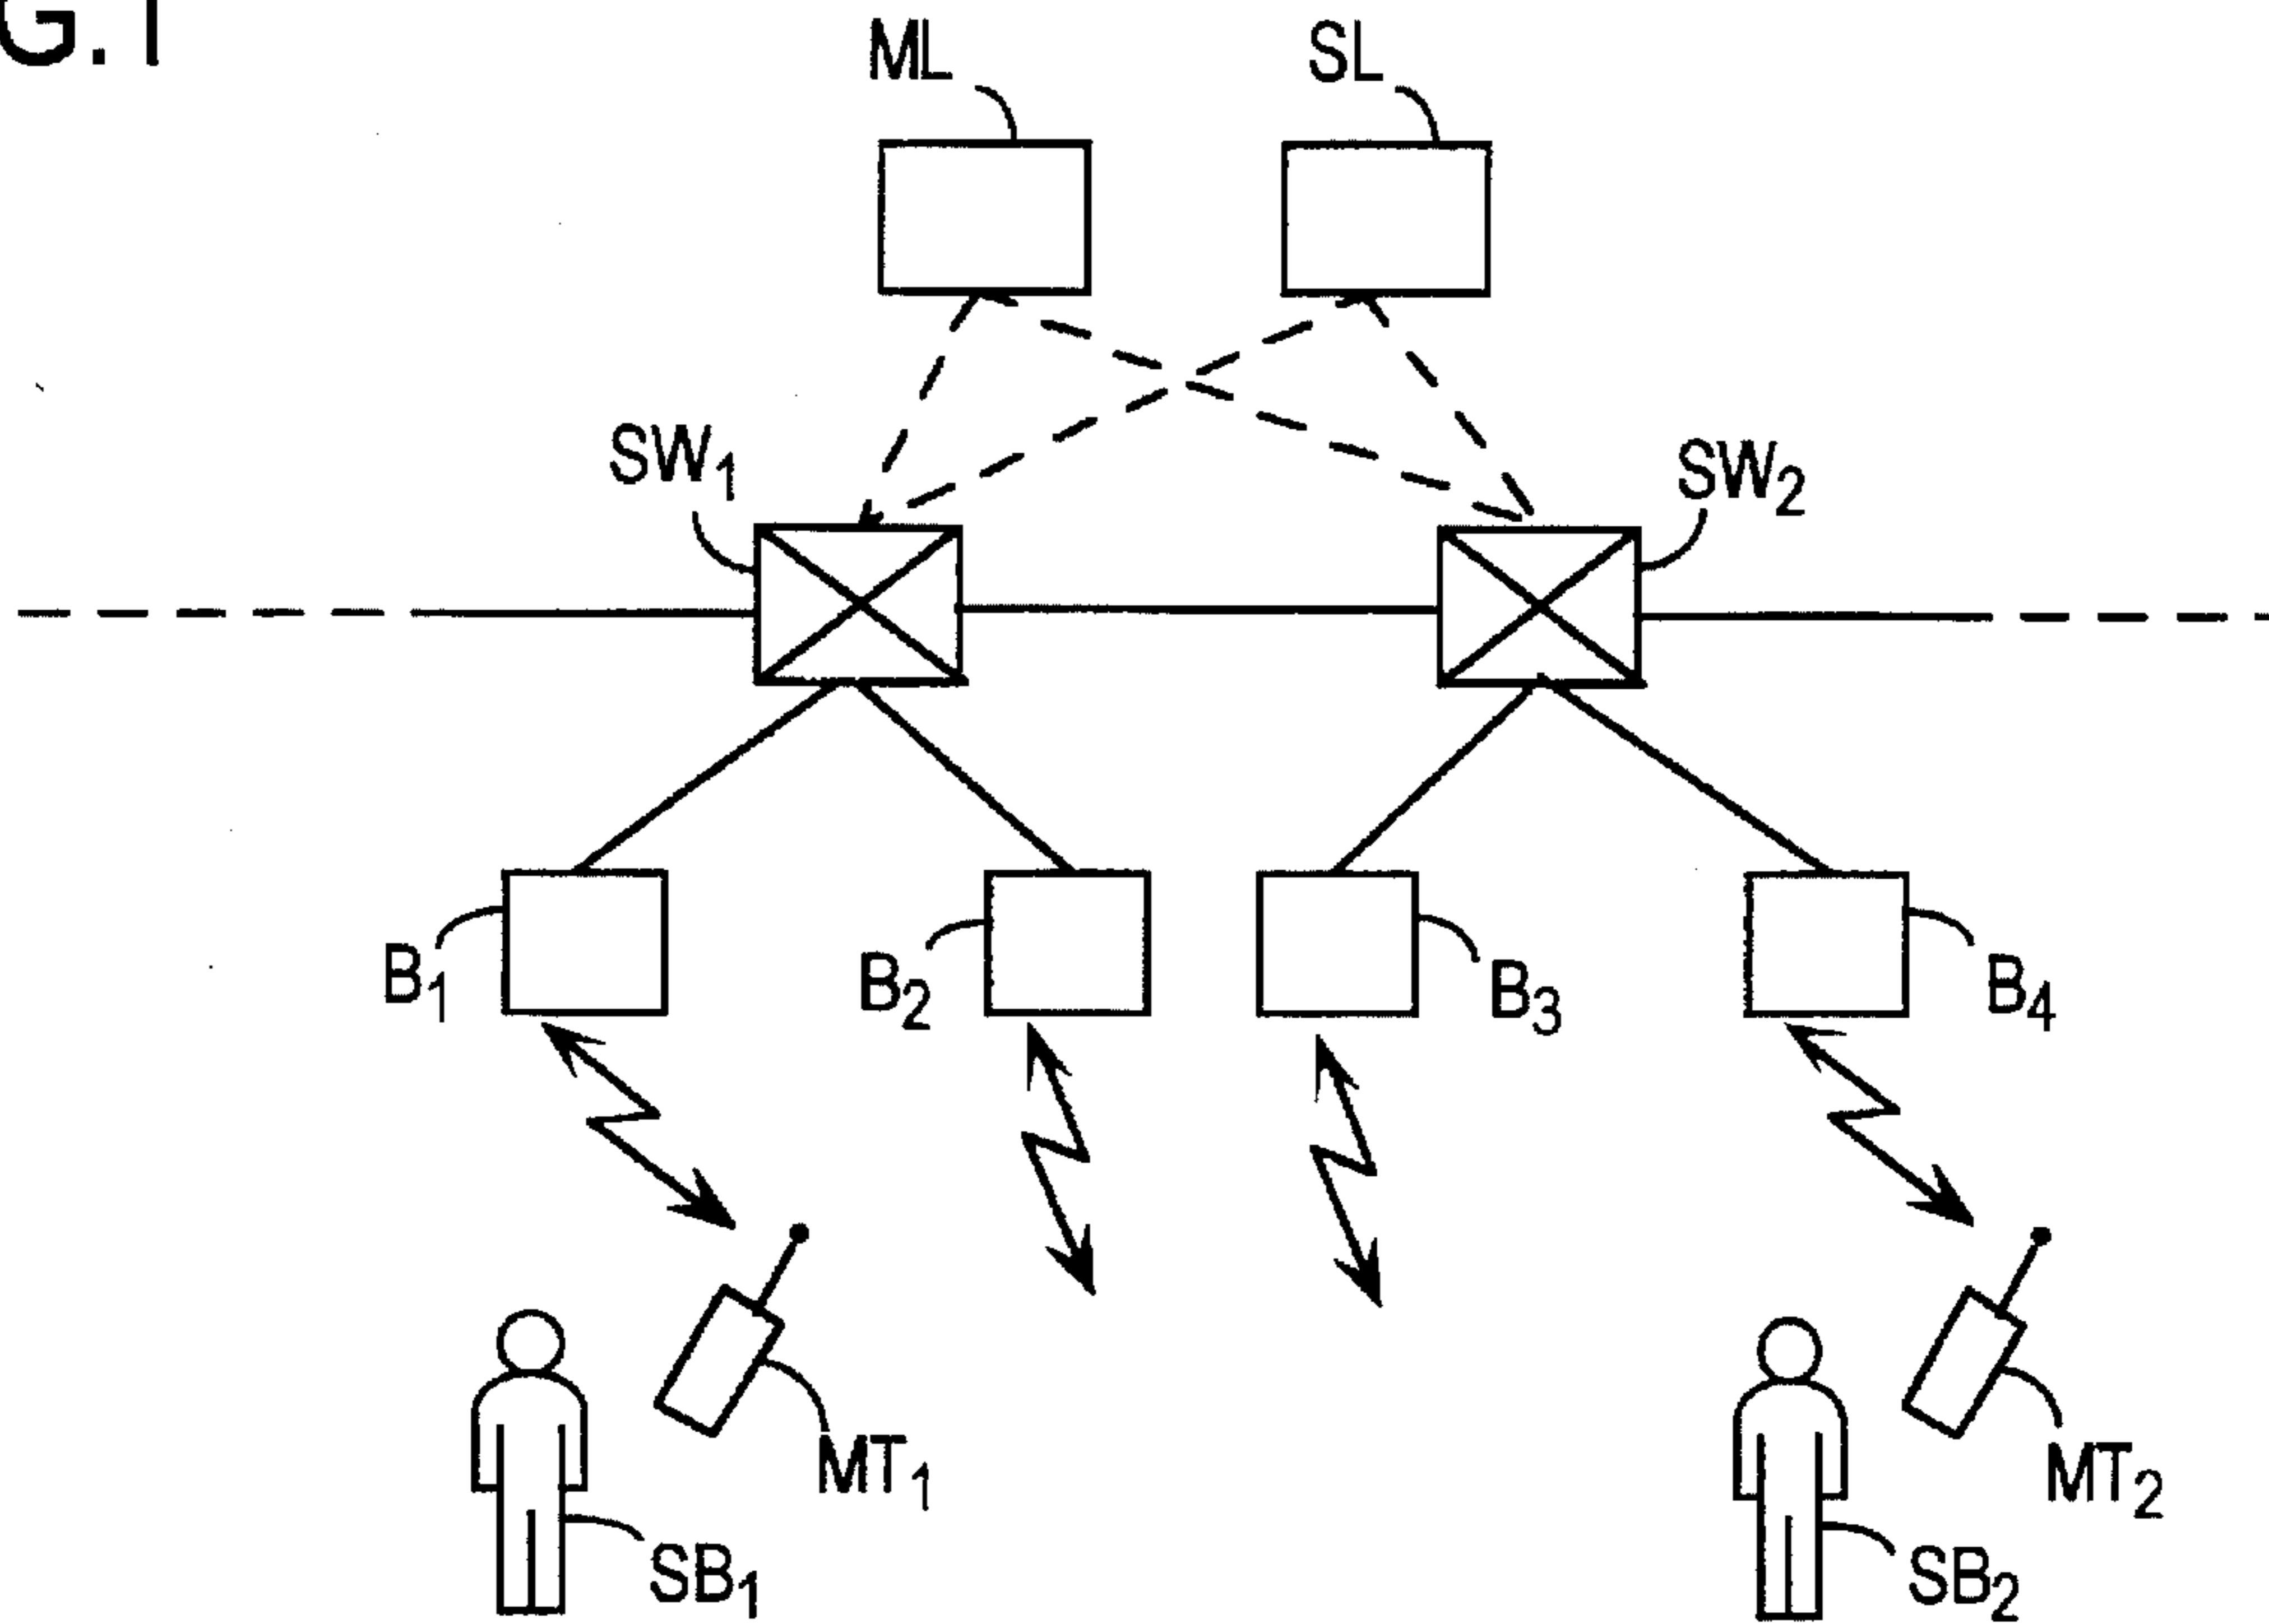 G.1
ML
SL
SW₁
SW₂
B₁
B₂
B₃
B₄
MT₁
MT₂
SB₁
SB₂